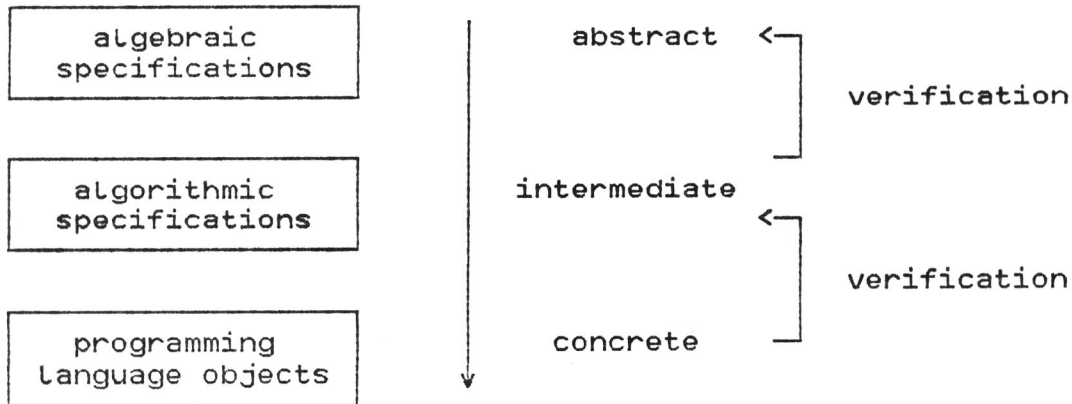 algebraic
specifications
abstract
verification
algorithmic
specifications
intermediate
verification
programming
language objects
concrete